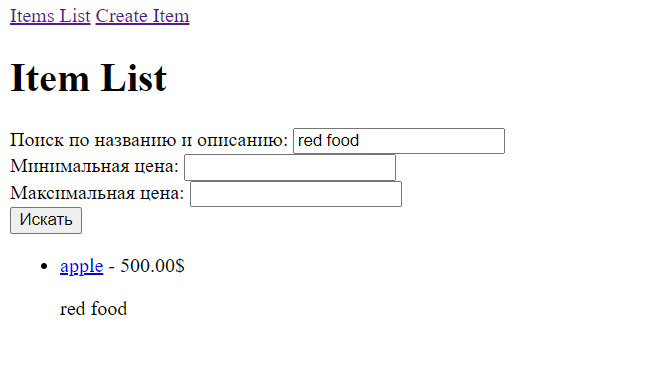 Items List Create Item
Item List
Поиск по названию и описанию: red food
Минимальная цена:
Максимальная цена:
Искать
apple - 500.00$
red food